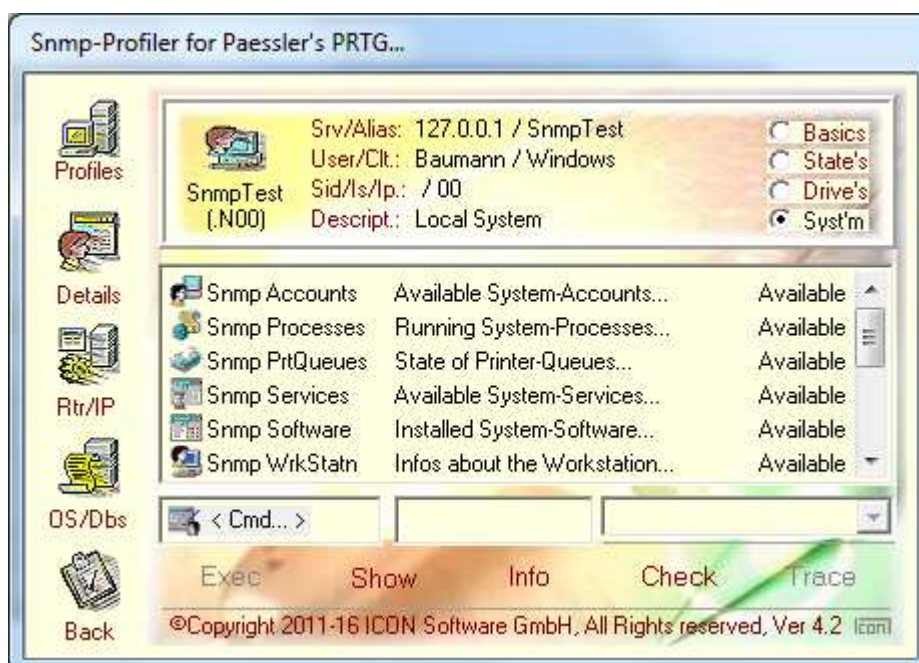 Snmp-Profiler for Paessler's PRTG...
Profiles
Details
Rtr/IP
OS/Dbs
Back
SnmpTest
(.N00)
Srv/Alias: 127.0.0.1 / SnmpTest
User/Clt.: Baumann / Windows
Sid/Is/Ip.: / 00
Descript.: Local System
Basics
State's
Drive's
Syst'm
Snmp Accounts Available System-Accounts... Available
Snmp Processes Running System-Processes... Available
Snmp PrtQueues State of Printer-Queues... Available
Snmp Services Available System-Services... Available
Snmp Software Installed System-Software... Available
Snmp WrkStatn Infos about the Workstation... Available
< Cmd... >
Exec Show Info Check Trace
©Copyright 2011-16 ICON Software GmbH, All Rights reserved, Ver 4.2 Icon